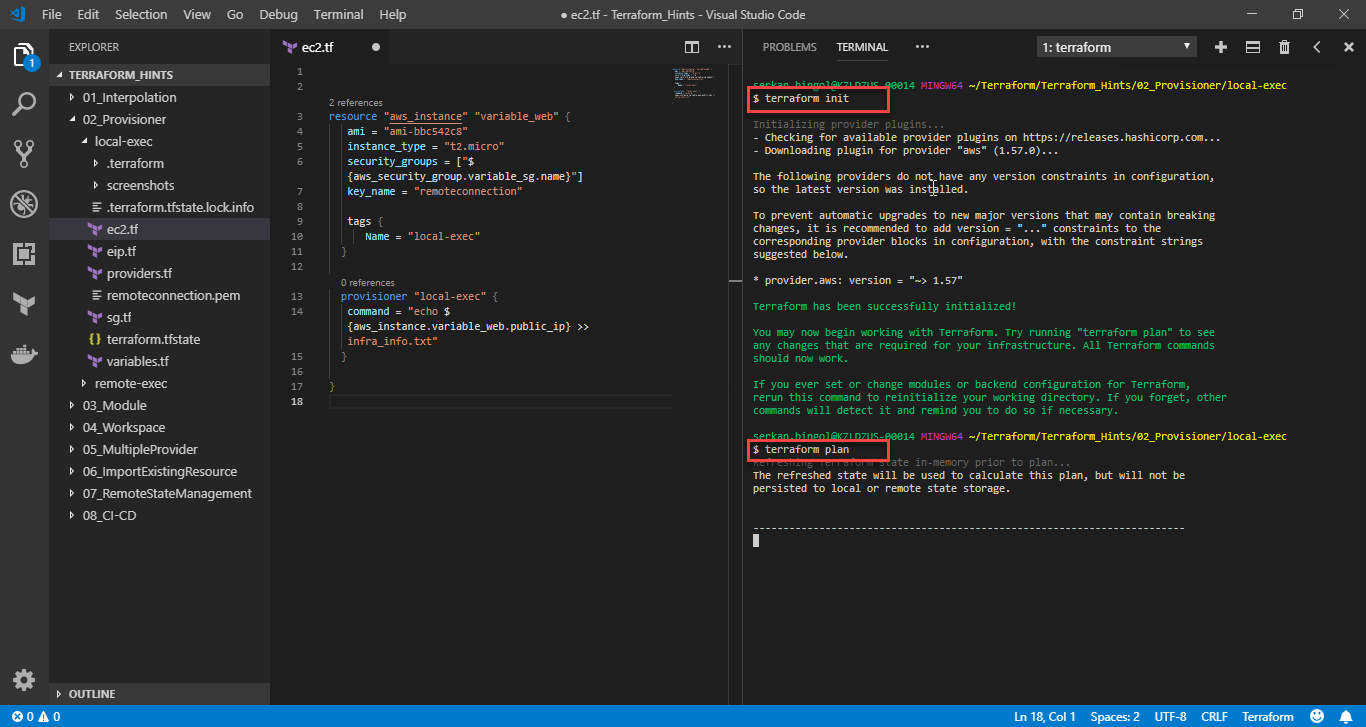 File Edit Selection View Go Debug Terminal Help
● ec2.tf - Terraform_Hints - Visual Studio Code
1
EXPLORER
TERRAFORM_HINTS
01_Interpolation
02_Provisioner
local-exec
.terraform
screenshots
.terraform.tfstate.lock.info
ec2.tf
eip.tf
providers.tf
remoteconnection.pem
sg.tf
{} terraform.tfstate
variables.tf
remote-exec
03_Module
04_Workspace
05_MultipleProvider
06_ImportExistingResource
07_RemoteStateManagement
08_CI-CD
OUTLINE
ec2.tf
1
2
2 references
3 resource "aws_instance" "variable_web" {
4 ami = "ami-bbc542c8"
5 instance_type = "t2.micro"
6 security_groups = ["$
{aws_security_group.variable_sg.name}"]
7 key_name = "remoteconnection"
8
9 tags {
10 Name = "local-exec"
11 }
12
0 references
13 provisioner "local-exec" {
14 command = "echo $
{aws_instance.variable_web.public_ip} >>
infra_info.txt"
15 }
16
17 }
18
PROBLEMS TERMINAL ···
1: terraform
MINGW64 ~/Terraform/Terraform_Hints/02_Provisioner/local-exec
$ terraform init
Initializing provider plugins...
- Checking for available provider plugins on https://releases.hashicorp.com...
- Downloading plugin for provider "aws" (1.57.0)...
The following providers do not have any version constraints in configuration,
so the latest version was installed.
To prevent automatic upgrades to new major versions that may contain breaking
changes, it is recommended to add version = "..." constraints to the
corresponding provider blocks in configuration, with the constraint strings
suggested below.
* provider.aws: version = "~> 1.57"
Terraform has been successfully initialized!
You may now begin working with Terraform. Try running "terraform plan" to see
any changes that are required for your infrastructure. All Terraform commands
should now work.
If you ever set or change modules or backend configuration for Terraform,
rerun this command to reinitialize your working directory. If you forget, other
commands will detect it and remind you to do so if necessary.
MINGW64 ~/Terraform/Terraform_Hints/02_Provisioner/local-exec
$ terraform plan
Refreshing Terraform state in-memory prior to plan...
The refreshed state will be used to calculate this plan, but will not be
persisted to local or remote state storage.
------------------------------------------------------------------------
0 0
Ln 18, Col 1 Spaces: 2 UTF-8 CRLF Terraform